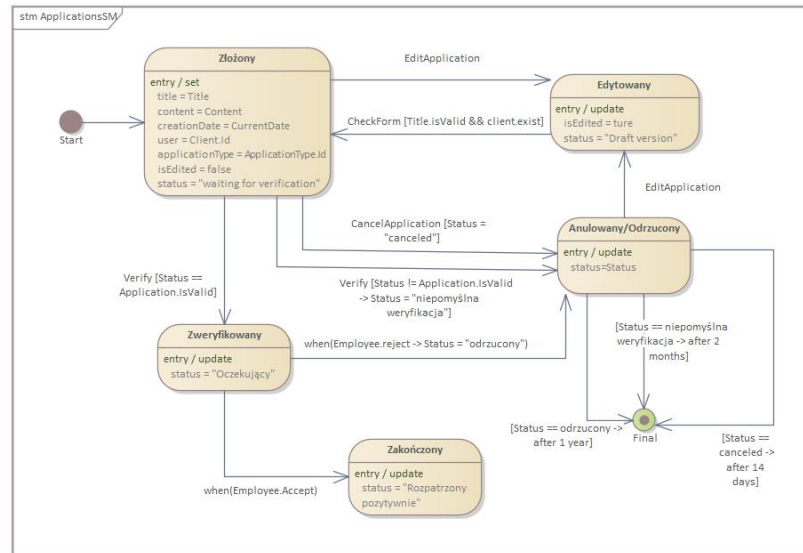 stm ApplicationsSM
Start
Złożony
entry / set
title = Title
content = Content
creationDate = CurrentDate
user = Client.Id
applicationType = ApplicationType.Id
isEdited = false
status = "waiting for verification"
EditApplication
CheckForm [Title.isValid && client.exist]
Edytowany
entry / update
isEdited = ture
status = "Draft version"
EditApplication
CancelApplication [Status =
"canceled"]
Anulowany/Odrzucony
entry / update
status=Status
Verify [Status ==
Application.IsValid]
Verify [Status != Application.IsValid
-> Status = "niepomyślna
weryfikacja"]
Zweryfikowany
entry / update
status = "Oczekujący"
when(Employee.reject -> Status = "odrzucony")
[Status == niepomyślna
weryfikacja -> after 2
months]
[Status == odrzucony ->
after 1 year]
Final
[Status ==
canceled ->
after 14
days]
when(Employee.Accept)
Zakończony
entry / update
status = "Rozpatrzony
pozytywnie"